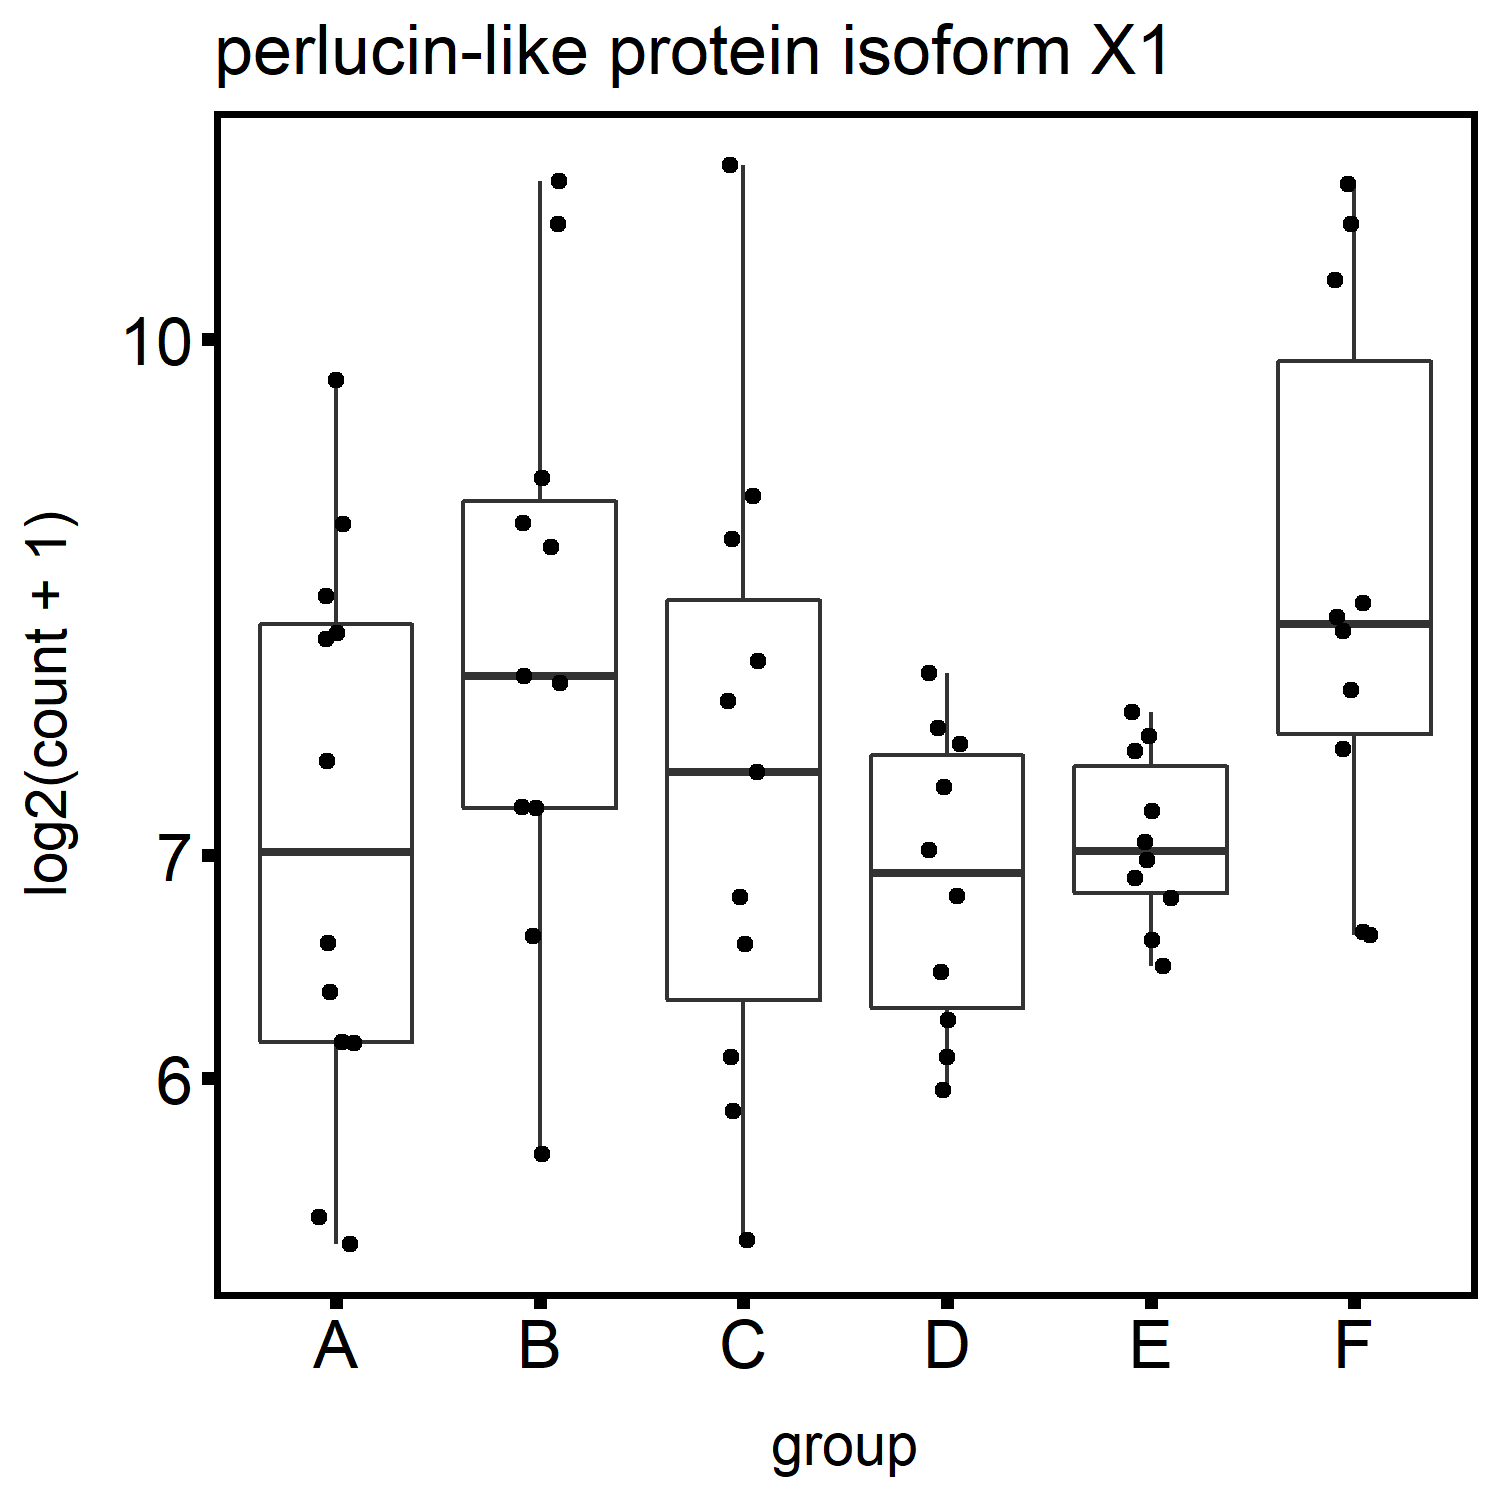 perlucin-like protein isoform X1
log2(count + 1)
10
7
6
A B C D E F
group